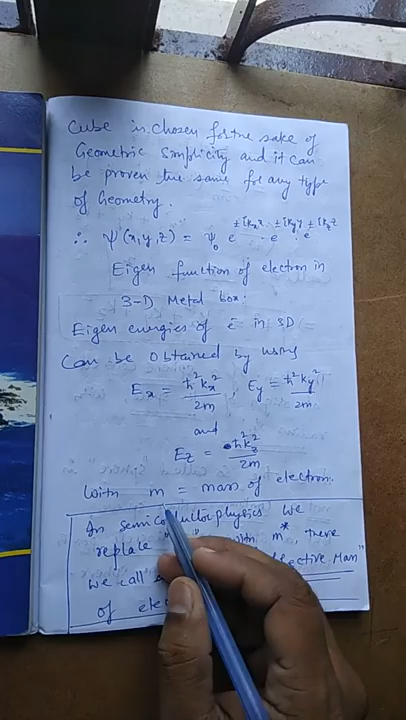 Cube is chozen for the sake of
Geometric Simplicity and it can
be proven the same for any type
of Geometry.
∴ ψ(x,y,z) = ψ₀ e^(±ikₓx) . e^(±ik_y y) e^(±ik_z z)
Eigen function of electron in
3-D Metal box.
Eigen energies of ē in 3D
Can be obtained by using
Eₓ = ħ²kₓ²/2m, E_y = ħ²k_y²/2m
and
E_z = ħ²k_z²/2m
With m = mass of electron.
In semiconductor physics we
replace with m*, there
we call Effective Mass"
of